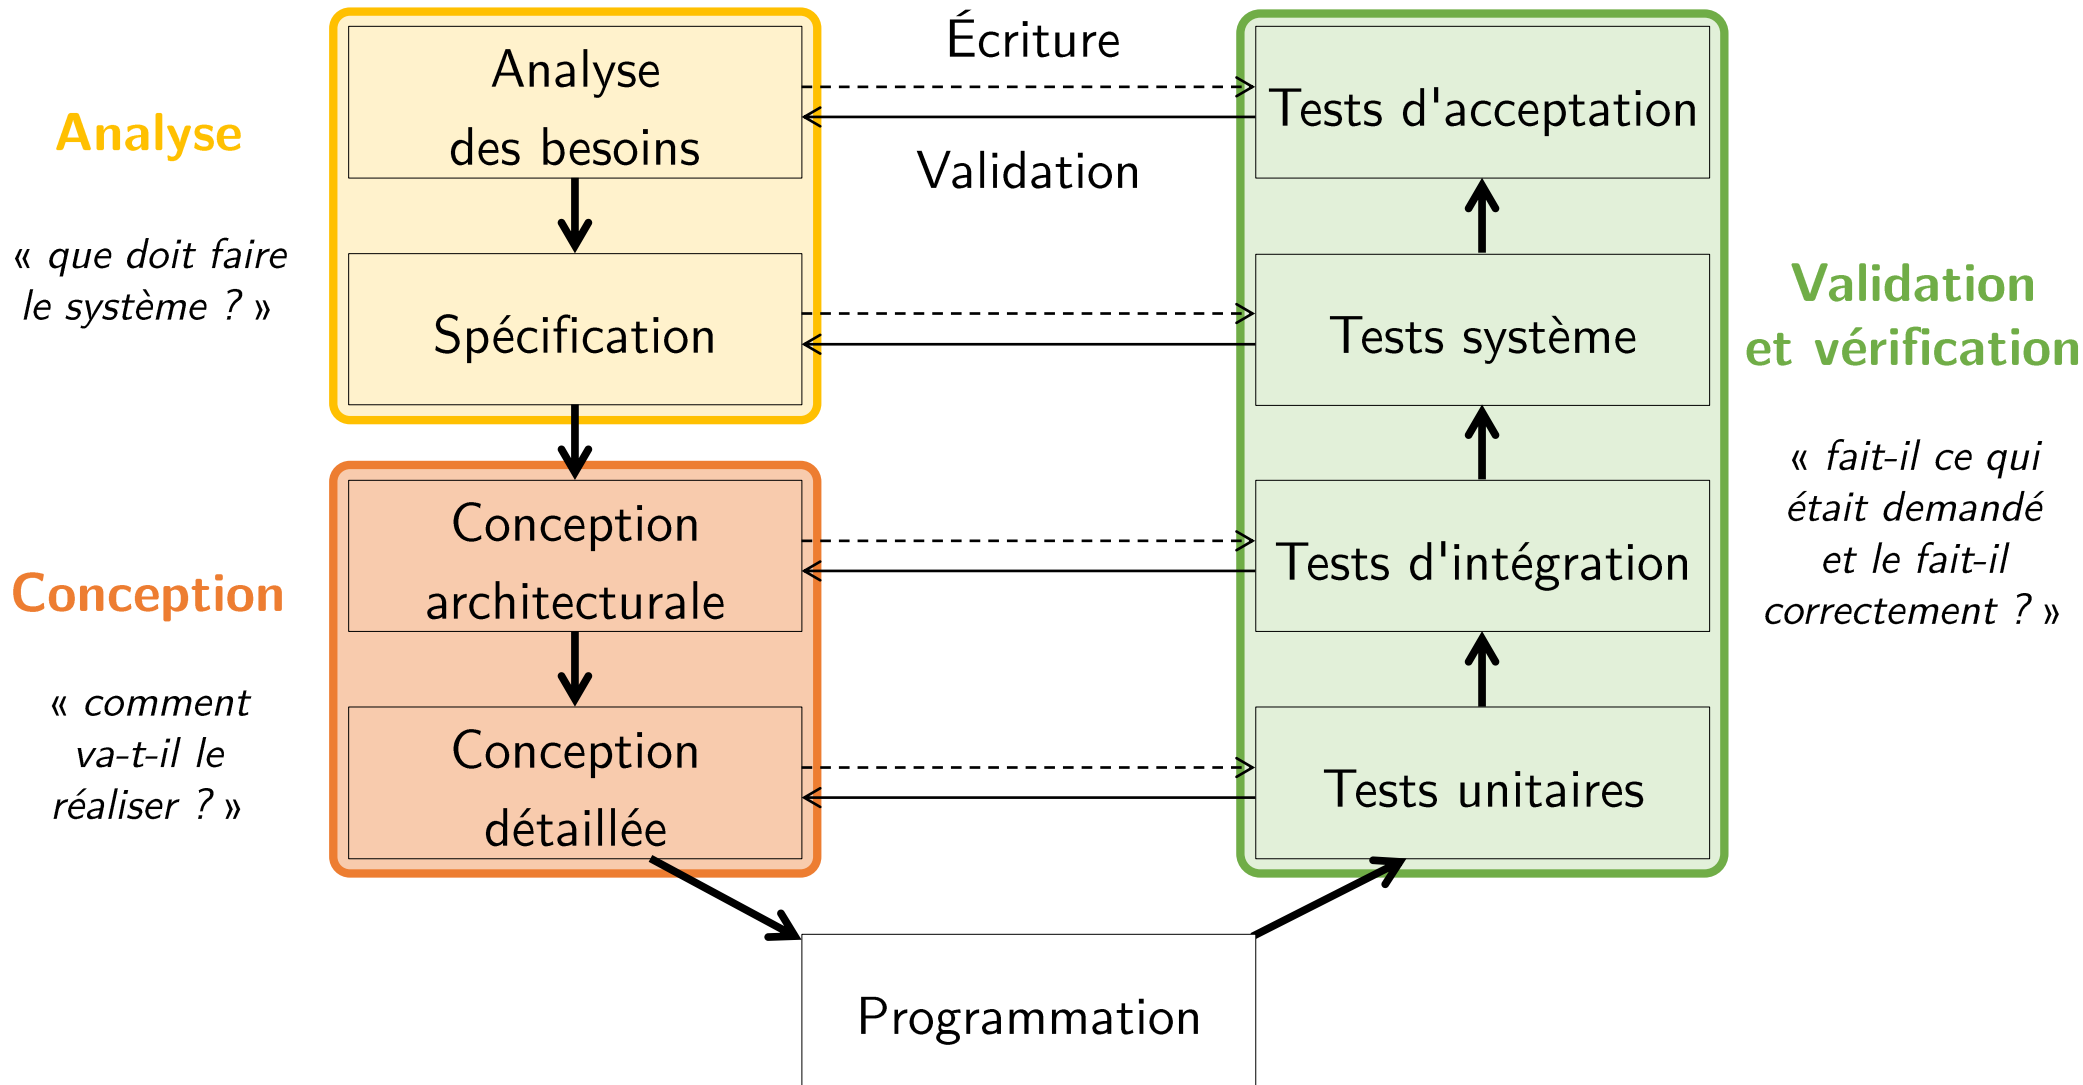 Analyse
« que doit faire
le système ? »
Conception
« comment
va-t-il le
réaliser ? »
Analyse
des besoins
Spécification
Conception
architecturale
Conception
détaillée
Écriture
Validation
Programmation
Tests d'acceptation
Tests système
Tests d'intégration
Tests unitaires
Validation
et vérification
« fait-il ce qui
était demandé
et le fait-il
correctement ? »